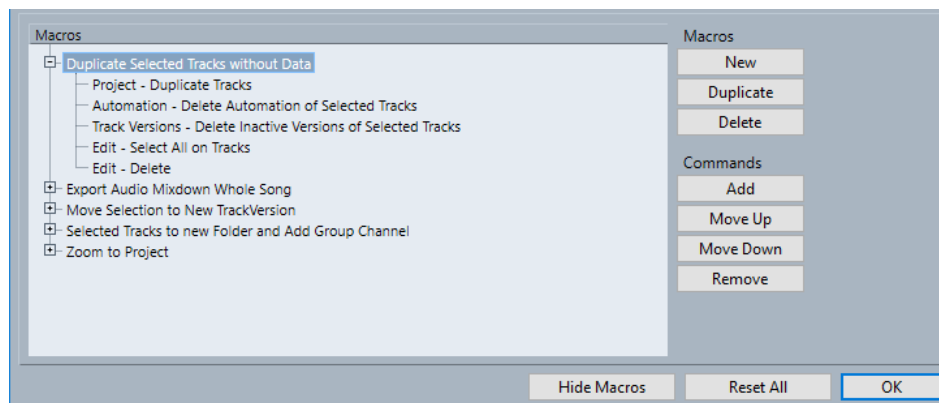 Macros
Duplicate Selected Tracks without Data
Project - Duplicate Tracks
Automation - Delete Automation of Selected Tracks
Track Versions - Delete Inactive Versions of Selected Tracks
Edit - Select All on Tracks
Edit - Delete
Export Audio Mixdown Whole Song
Move Selection to New TrackVersion
Selected Tracks to new Folder and Add Group Channel
Zoom to Project
Macros
New
Duplicate
Delete
Commands
Add
Move Up
Move Down
Remove
Hide Macros
Reset All
OK